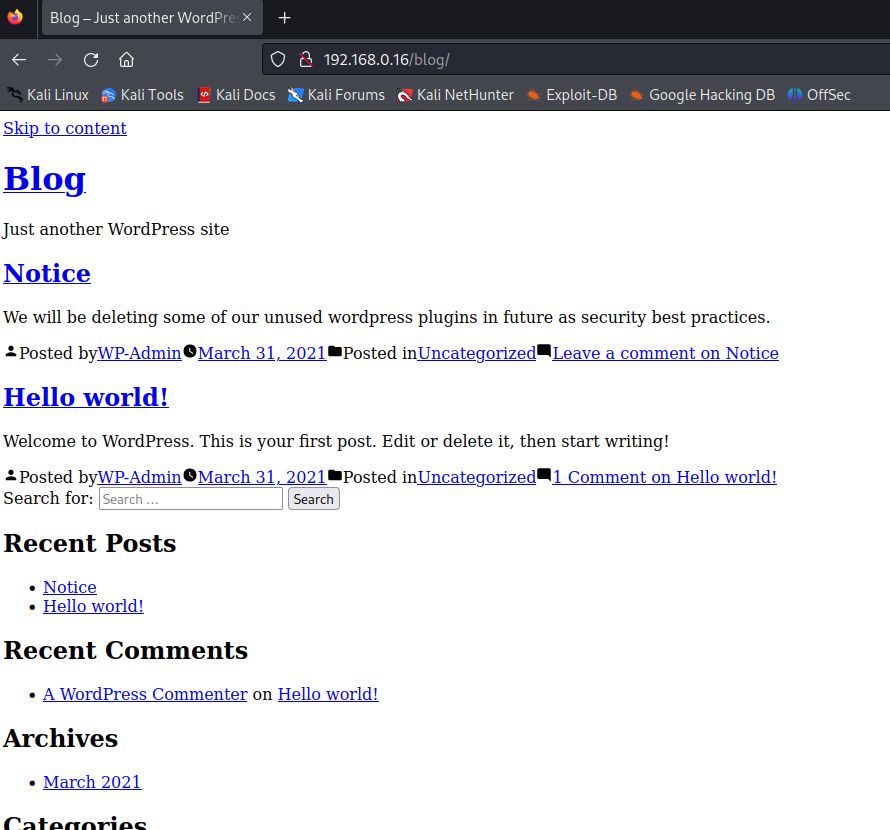 Blog – Just another WordPre
192.168.0.16/blog/
Kali Linux Kali Tools Kali Docs Kali Forums Kali NetHunter Exploit-DB Google Hacking DB OffSec
Skip to content
Blog
Just another WordPress site
Notice
We will be deleting some of our unused wordpress plugins in future as security best practices.
Posted byWP-AdminMarch 31, 2021Posted inUncategorizedLeave a comment on Notice
Hello world!
Welcome to WordPress. This is your first post. Edit or delete it, then start writing!
Posted byWP-AdminMarch 31, 2021Posted inUncategorized1 Comment on Hello world!
Search for: Search … Search
Recent Posts
Notice
Hello world!
Recent Comments
A WordPress Commenter on Hello world!
Archives
March 2021
Categories